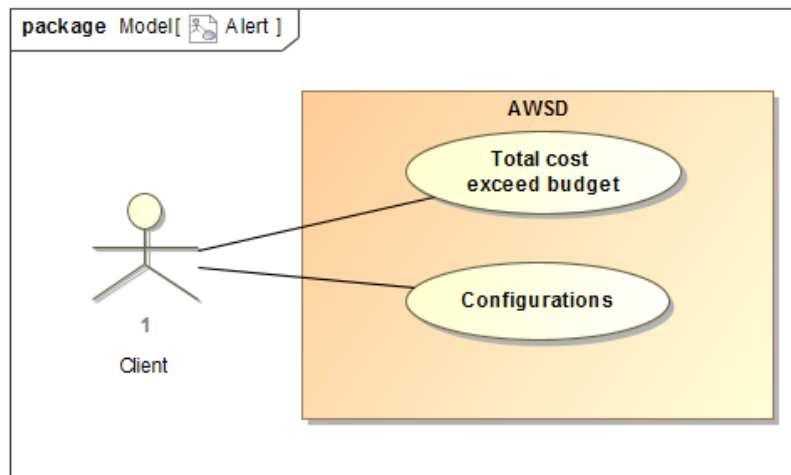 package Model[ Alert ]
AWSD
Total cost
exceed budget
Configurations
1
Client